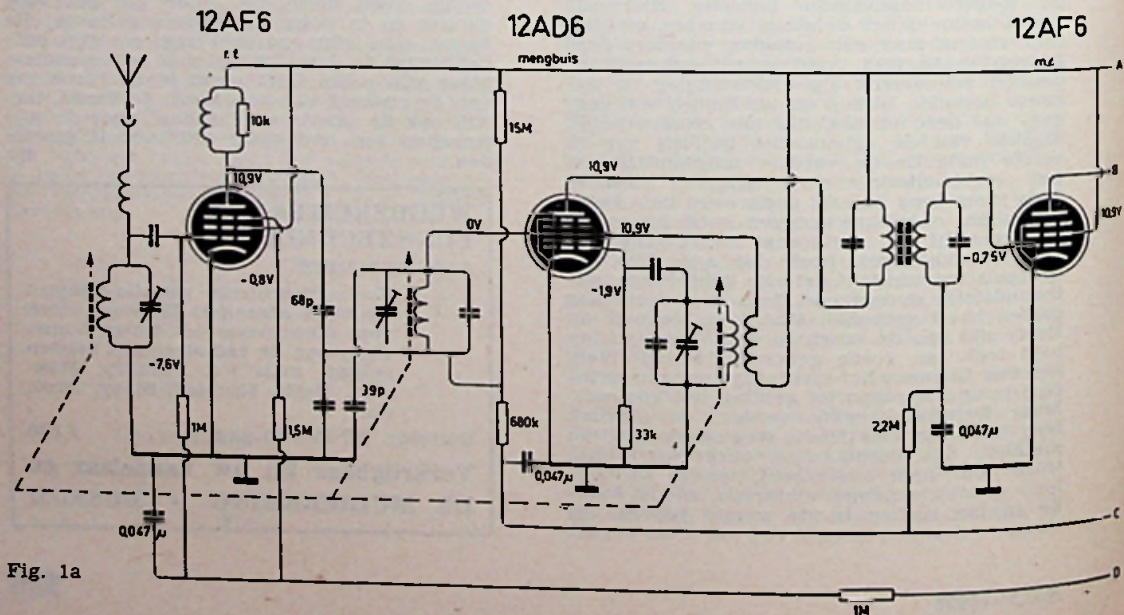 12AF6
12AD6
12AF6
r.f.
mengbuis
m.f.
A
10k
15M
B
10,9V
10,9V
10,9V
0V
10,9V
-0,8V
-0,75V
68p
-1,9V
-7,6V
39p
1M
1,5M
680k
33k
2,2M
0,047µ
0,047µ
0,047µ
C
D
Fig. 1a
1M